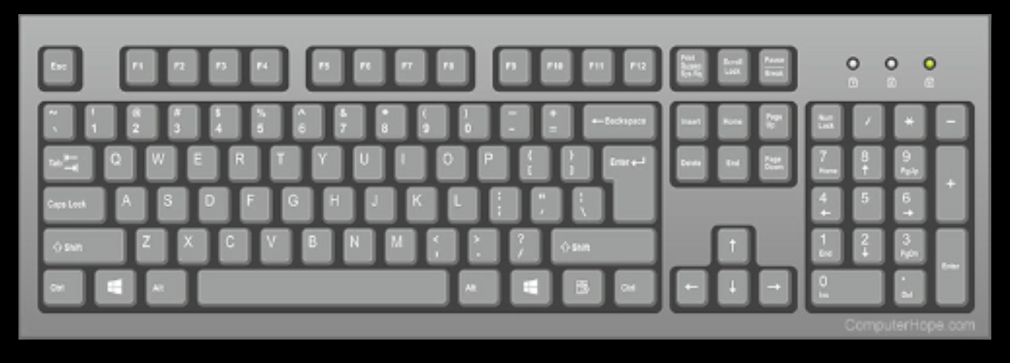 Esc F1 F2 F3 F4 F5 F6 F7 F8 F9 F10 F11 F12
Print
Screen
Scroll
Lock
Pause
Break
~ ! @ # $ % ^ & * ( ) _ +
` 1 2 3 4 5 6 7 8 9 0 - = ←Backspace
Insert Home Page
Up
Num
Lock / * -
Tab Q W E R T Y U I O P { }
[ ] Enter
Delete End Page
Down
7 8 9 +
Home ↑ PgUp
Caps Lock A S D F G H J K L : " |
; ' \
4 5 6
← →
⇧Shift Z X C V B N M < > ?
, . / ⇧Shift
↑
1 2 3 Enter
End ↓ PgDn
Ctrl Alt Alt Ctrl
← ↓ →
0 .
Ins Del
ComputerHope.com